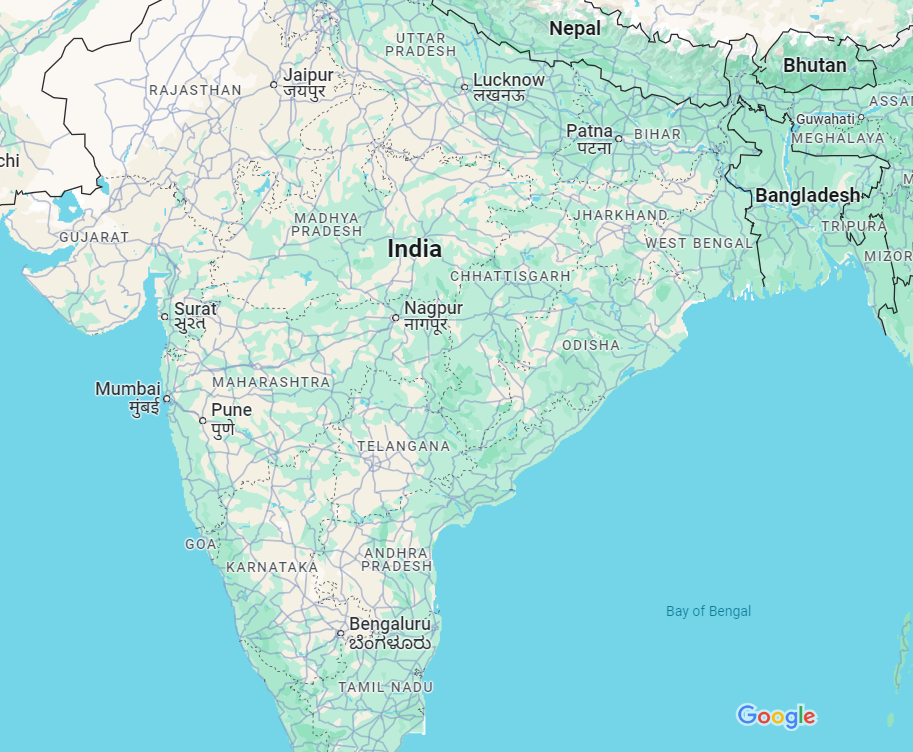 Nepal
UTTAR
PRADESH
Bhutan
Jaipur
जयपुर
RAJASTHAN
Lucknow
लखनऊ
ASSA
Guwahati
Patna
पटना
BIHAR
MEGHALAYA
chi
M
Bangladesh
MADHYA
PRADESH
JHARKHAND
TRIPURA
GUJARAT
India
WEST BENGAL
MIZOR
CHHATTISGARH
Surat
સુરત
Nagpur
नागपूर
ODISHA
Mumbai
मुंबई
MAHARASHTRA
Pune
पुणे
TELANGANA
GOA
ANDHRA
PRADESH
KARNATAKA
Bay of Bengal
Bengaluru
ಬೆಂಗಳೂರು
TAMIL NADU
Google